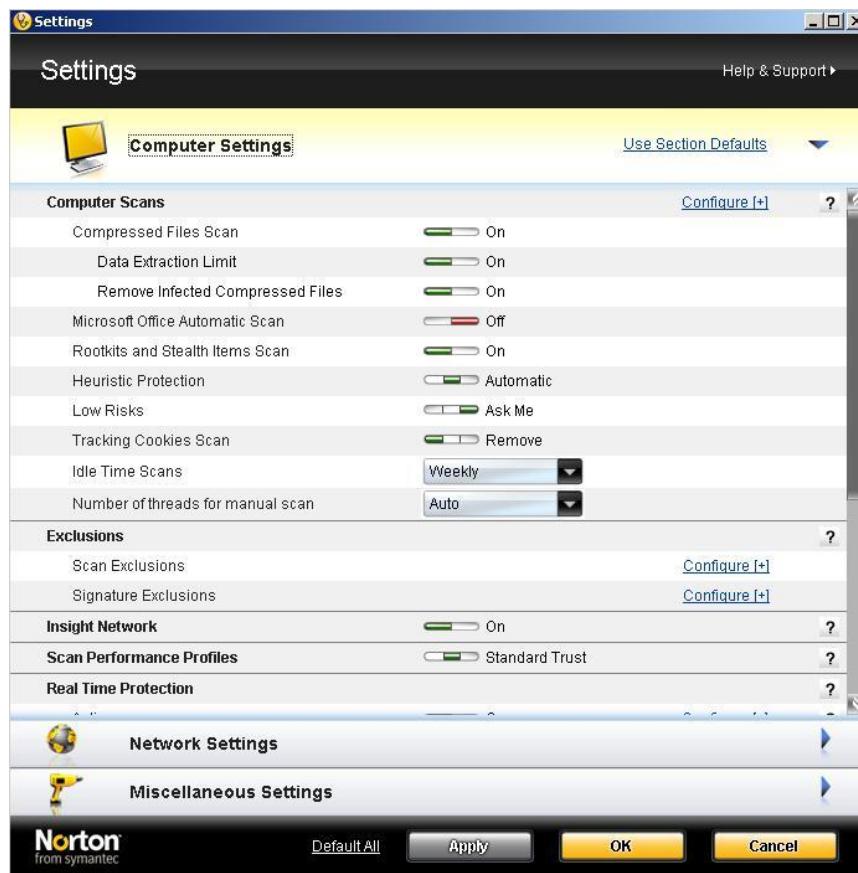 Settings
Settings
Help & Support
Computer Settings
Use Section Defaults
Computer Scans Configure [+] ?
Compressed Files Scan On
Data Extraction Limit On
Remove Infected Compressed Files On
Microsoft Office Automatic Scan Off
Rootkits and Stealth Items Scan On
Heuristic Protection Automatic
Low Risks Ask Me
Tracking Cookies Scan Remove
Idle Time Scans Weekly
Number of threads for manual scan Auto
Exclusions ?
Scan Exclusions Configure [+]
Signature Exclusions Configure [+]
Insight Network On ?
Scan Performance Profiles Standard Trust ?
Real Time Protection ?
Network Settings
Miscellaneous Settings
Norton
from symantec
Default All Apply OK Cancel